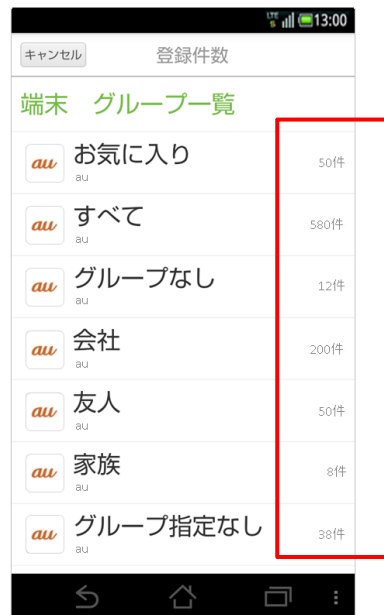 LTE 13:00
キャンセル 登録件数
端末 グループ一覧
au お気に入り 50件
au
au すべて 580件
au
au グループなし 12件
au
au 会社 200件
au
au 友人 50件
au
au 家族 8件
au
au グループ指定なし 38件
au